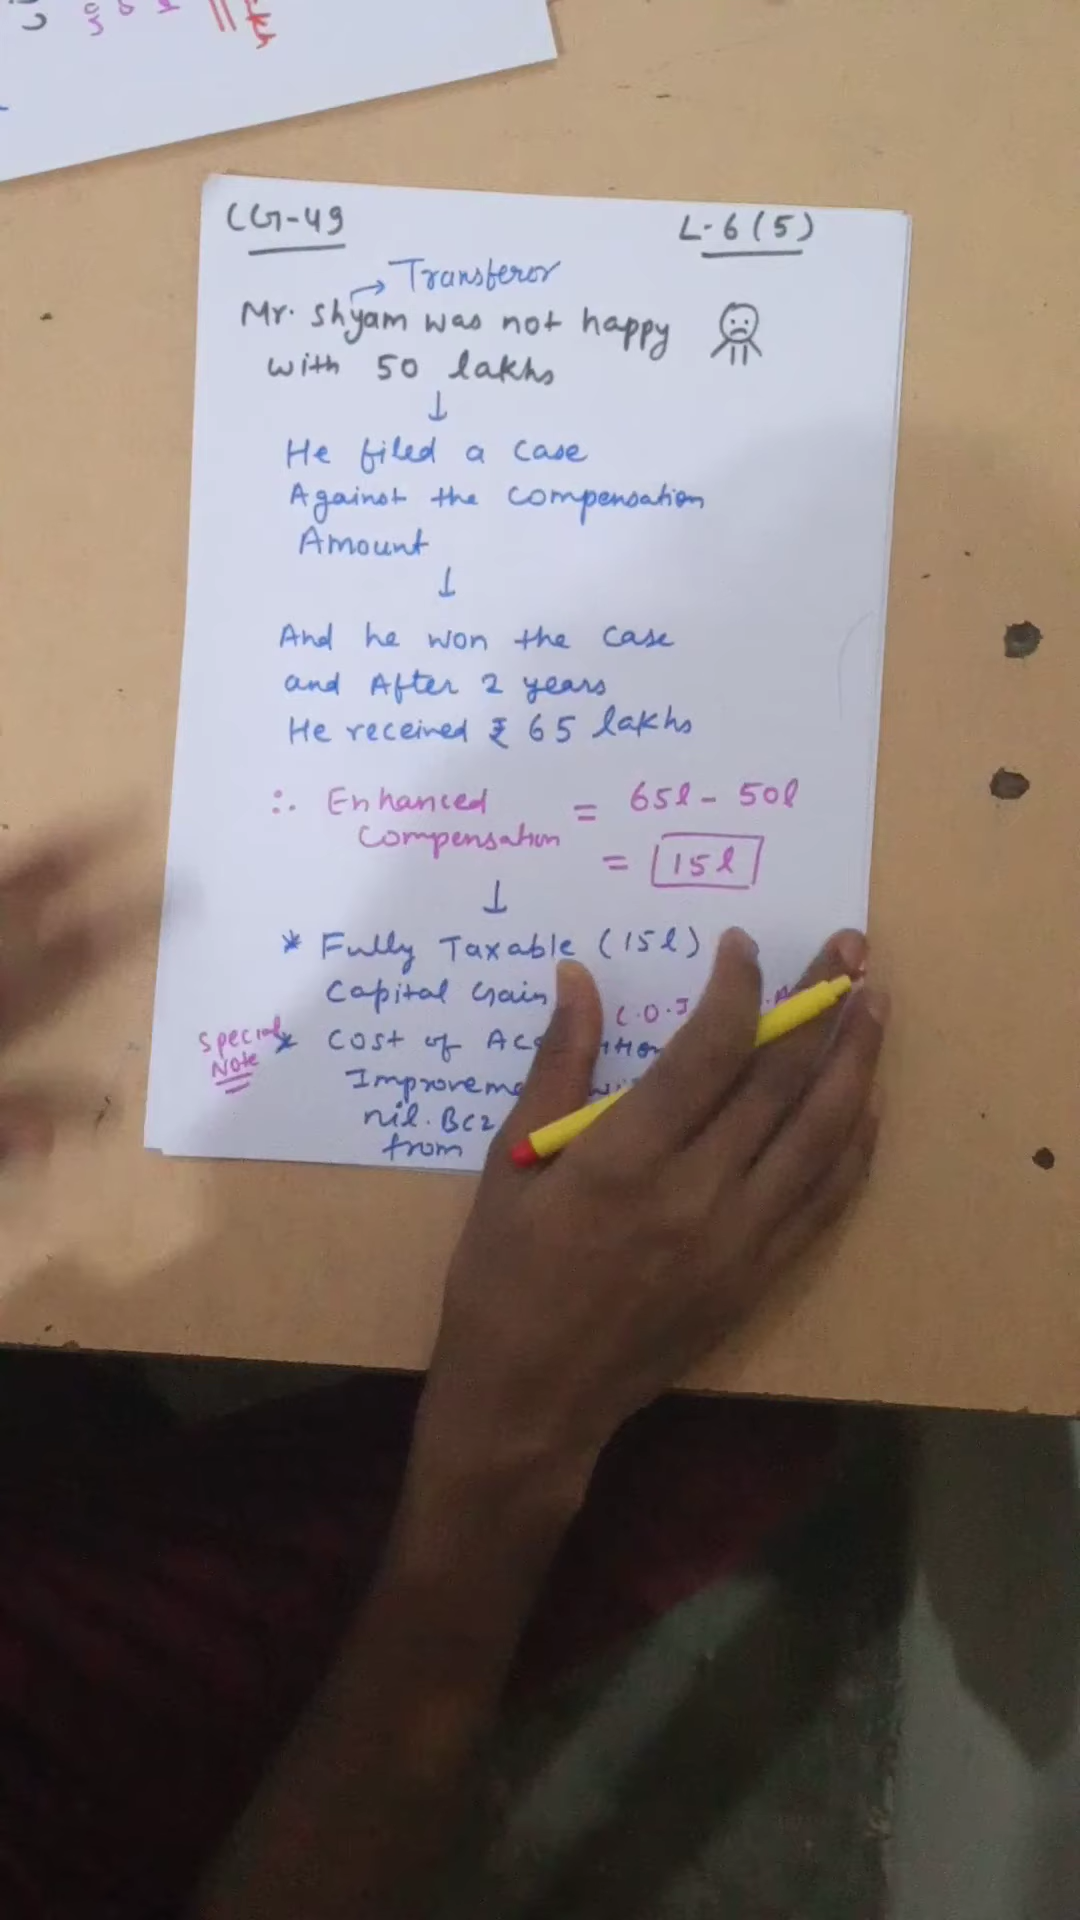 CG-49
L-6(5)
Transferor
Mr. Shyam was not happy
with 50 lakhs
↓
He filed a case
Against the compensation
Amount
↓
And he won the case
and After 2 years
He received ₹ 65 lakhs
∴ Enhanced Compensation = 65l - 50l
= 15l
↓
* Fully Taxable (15l)
Capital Gain
Special Note
* Cost of
nil. Bcz
from